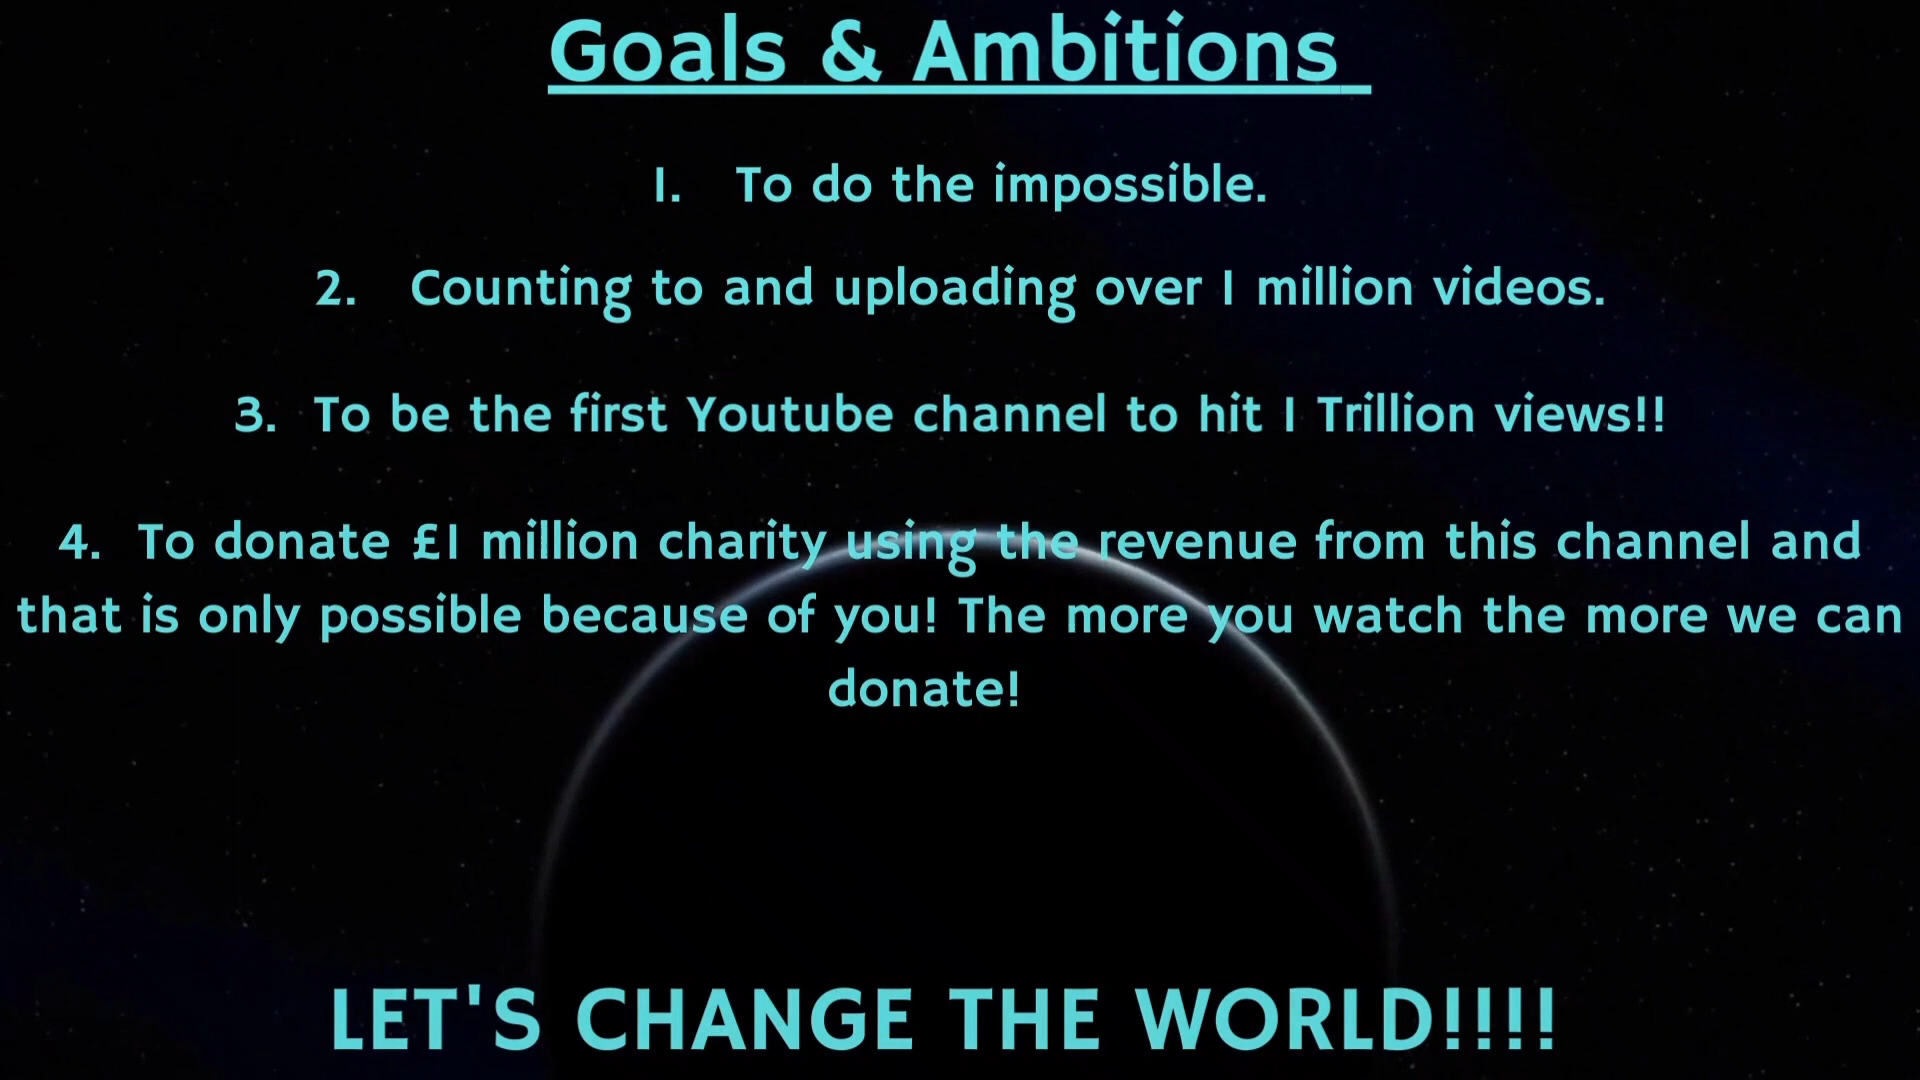 Goals & Ambitions
1. To do the impossible.
2. Counting to and uploading over 1 million videos.
3. To be the first Youtube channel to hit 1 Trillion views!!
4. To donate £1 million charity using the revenue from this channel and
that is only possible because of you! The more you watch the more we can
donate!
LET'S CHANGE THE WORLD!!!!